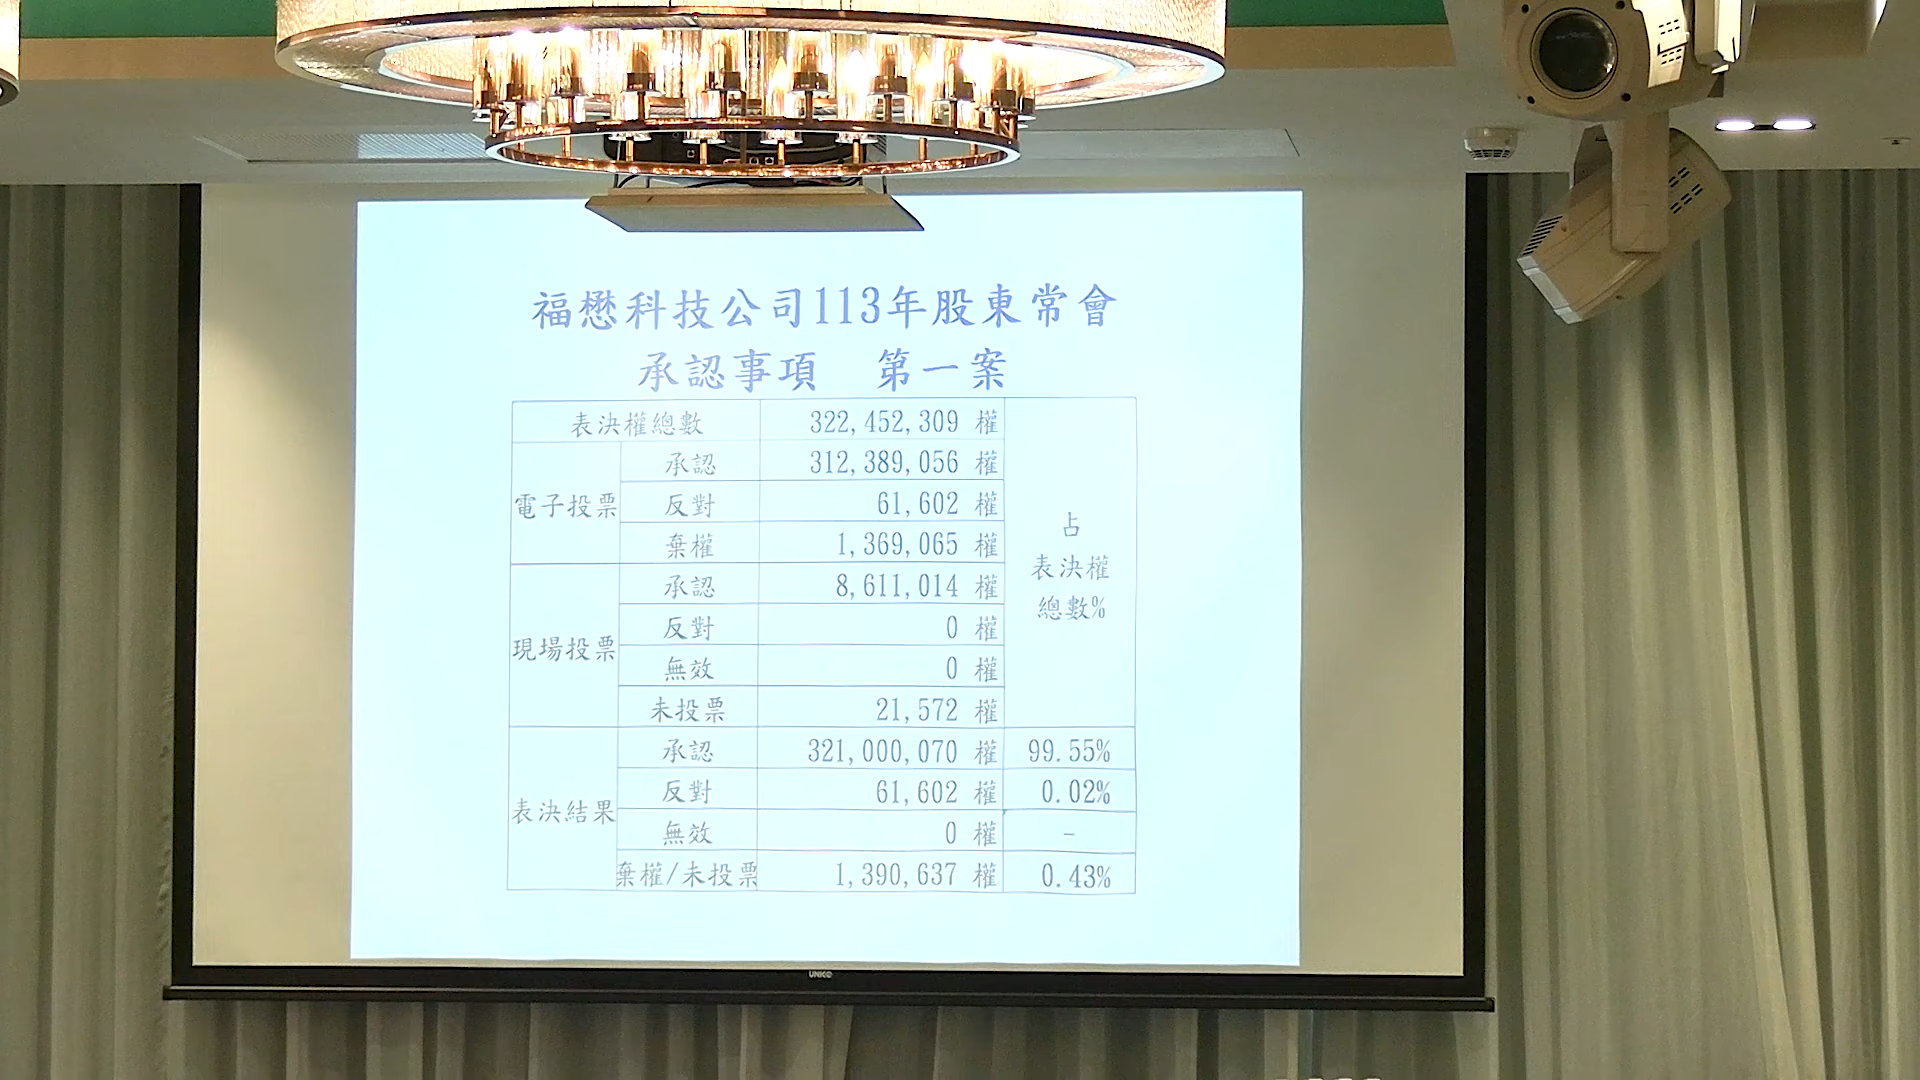 福懋科技公司113年股東常會
承認事項 第一案
表決權總數 322,452,309 權 占表決權總數%
電子投票 承認 312,389,056 權
反對 61,602 權
棄權 1,369,065 權
現場投票 承認 8,611,014 權
反對 0 權
無效 0 權
未投票 21,572 權
表決結果 承認 321,000,070 權 99.55%
反對 61,602 權 0.02%
無效 0 權 -
棄權/未投票 1,390,637 權 0.43%
UNICO